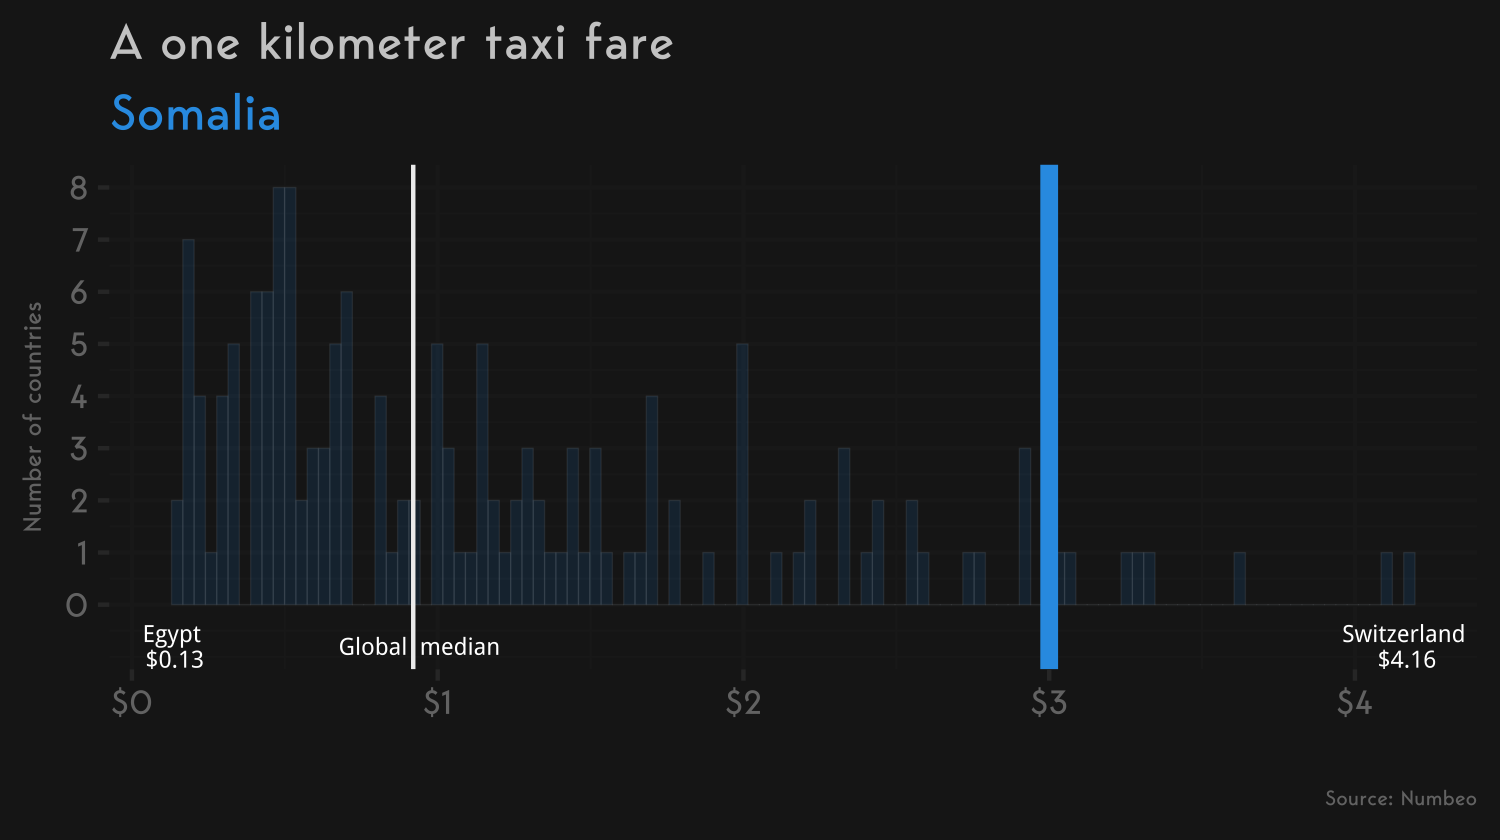 A one kilometer taxi fare
Somalia
Number of countries
8
7
6
5
4
3
2
1
0
Egypt
$0.13
Global median
Switzerland
$4.16
$0 $1 $2 $3 $4
Source: Numbeo